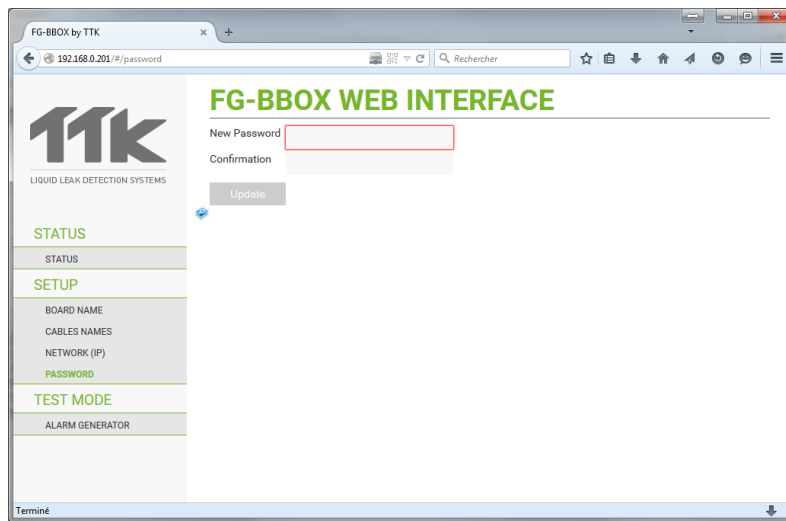 FG-BBOX by TTK
192.168.0.201/#/password
Rechercher
TTK
LIQUID LEAK DETECTION SYSTEMS
STATUS
STATUS
SETUP
BOARD NAME
CABLES NAMES
NETWORK (IP)
PASSWORD
TEST MODE
ALARM GENERATOR
FG-BBOX WEB INTERFACE
New Password
Confirmation
Update
Terminé